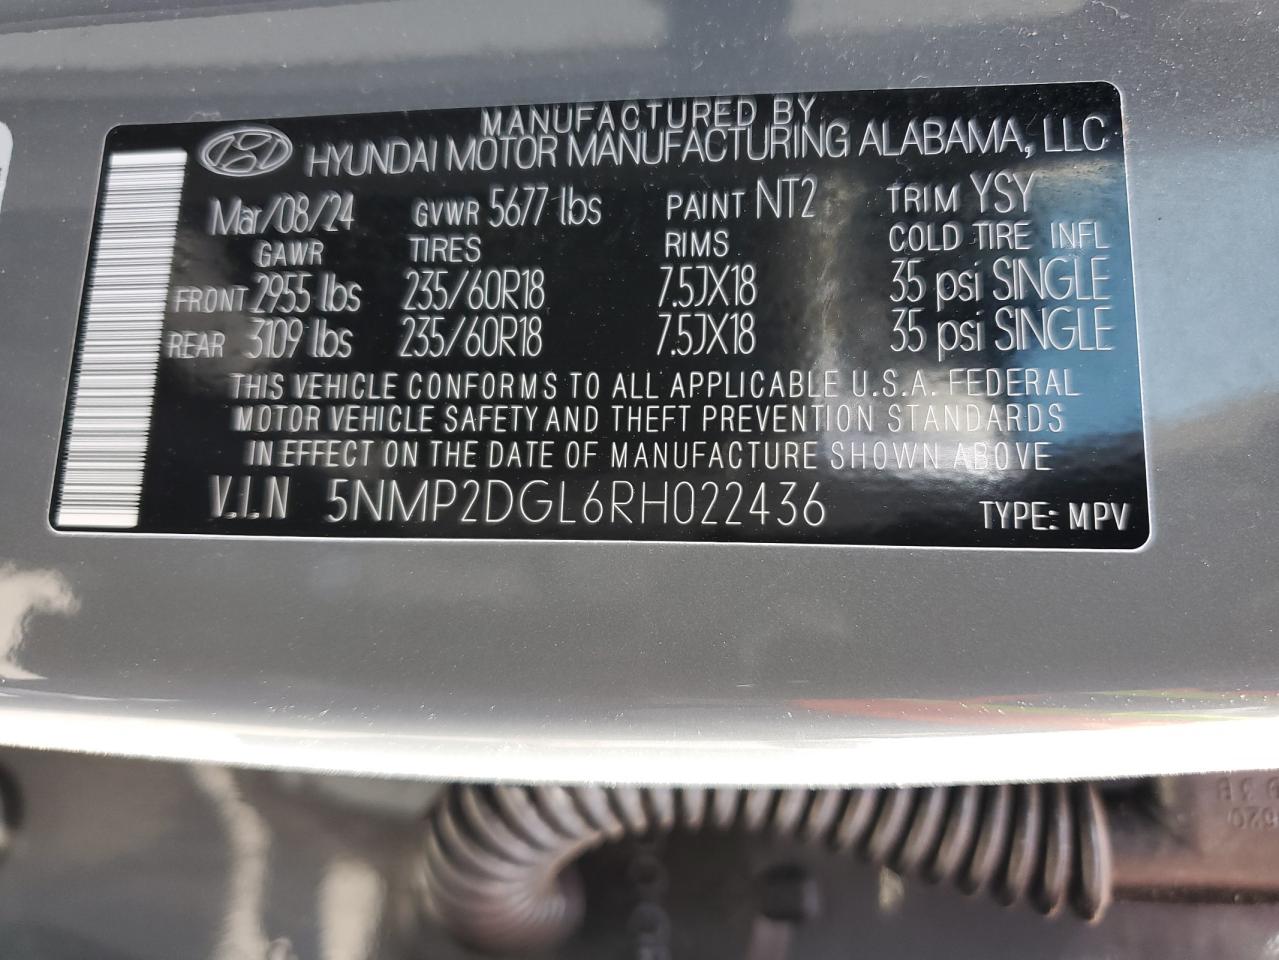 MANUFACTURED BY
HYUNDAI MOTOR MANUFACTURING ALABAMA, LLC
Mar/08/24 GVWR 5677 lbs PAINT NT2 TRIM YSY
GAWR TIRES RIMS COLD TIRE INFL
FRONT 2955 lbs 235/60R18 7.5JX18 35 psi SINGLE
REAR 3109 lbs 235/60R18 7.5JX18 35 psi SINGLE
THIS VEHICLE CONFORMS TO ALL APPLICABLE U.S.A. FEDERAL
MOTOR VEHICLE SAFETY AND THEFT PREVENTION STANDARDS
IN EFFECT ON THE DATE OF MANUFACTURE SHOWN ABOVE
V.I.N 5NMP2DGL6RH022436 TYPE: MPV